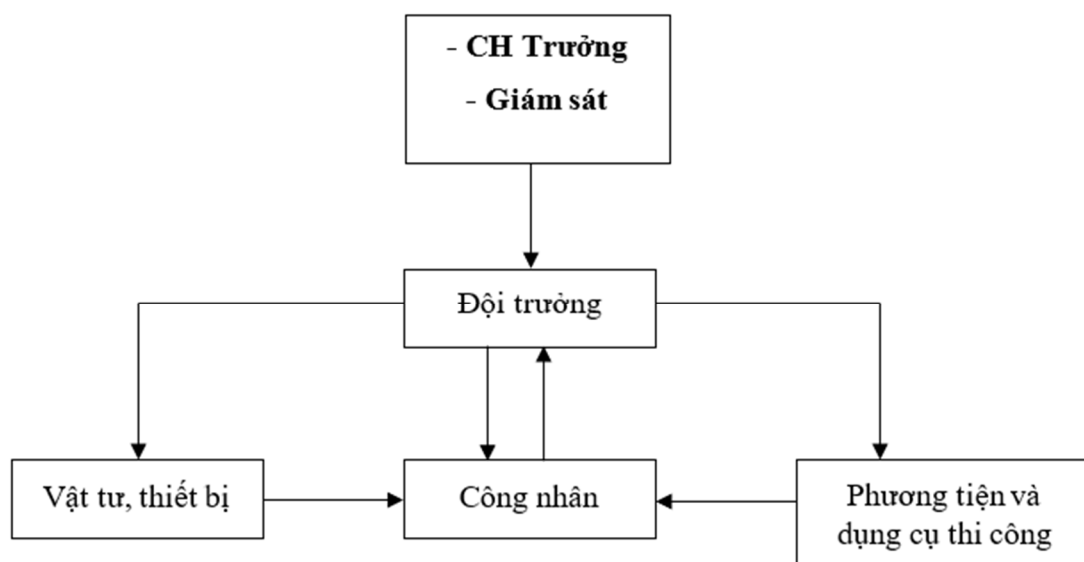 - CH Trưởng
- Giám sát
Đội trưởng
Vật tư, thiết bị
Công nhân
Phương tiện và
dụng cụ thi công